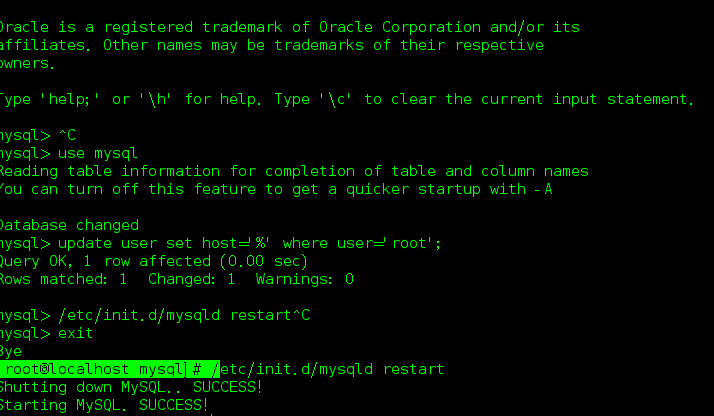 Oracle is a registered trademark of Oracle Corporation and/or its
affiliates. Other names may be trademarks of their respective
owners.
Type 'help;' or '\h' for help. Type '\c' to clear the current input statement.
mysql> ^C
mysql> use mysql
Reading table information for completion of table and column names
You can turn off this feature to get a quicker startup with -A
Database changed
mysql> update user set host='%' where user='root';
Query OK, 1 row affected (0.00 sec)
Rows matched: 1  Changed: 1  Warnings: 0
mysql> /etc/init.d/mysqld restart^C
mysql> exit
Bye
root@localhost mysql]# /etc/init.d/mysqld restart
Shutting down MySQL.. SUCCESS!
Starting MySQL. SUCCESS!